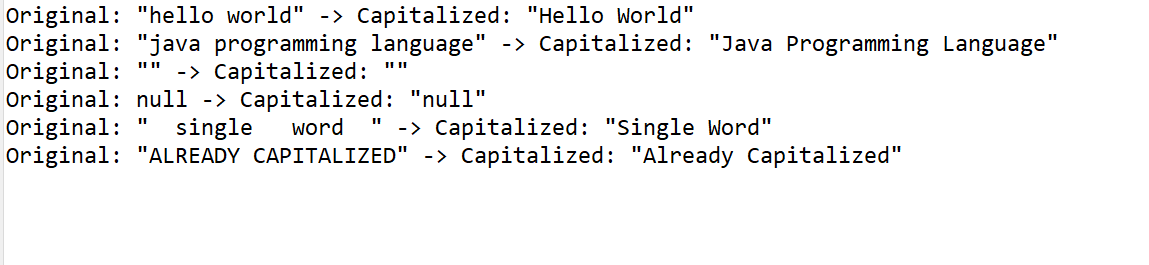 Original: "hello world" -> Capitalized: "Hello World"
Original: "java programming language" -> Capitalized: "Java Programming Language"
Original: "" -> Capitalized: ""
Original: null -> Capitalized: "null"
Original: "  single   word  " -> Capitalized: "Single Word"
Original: "ALREADY CAPITALIZED" -> Capitalized: "Already Capitalized"